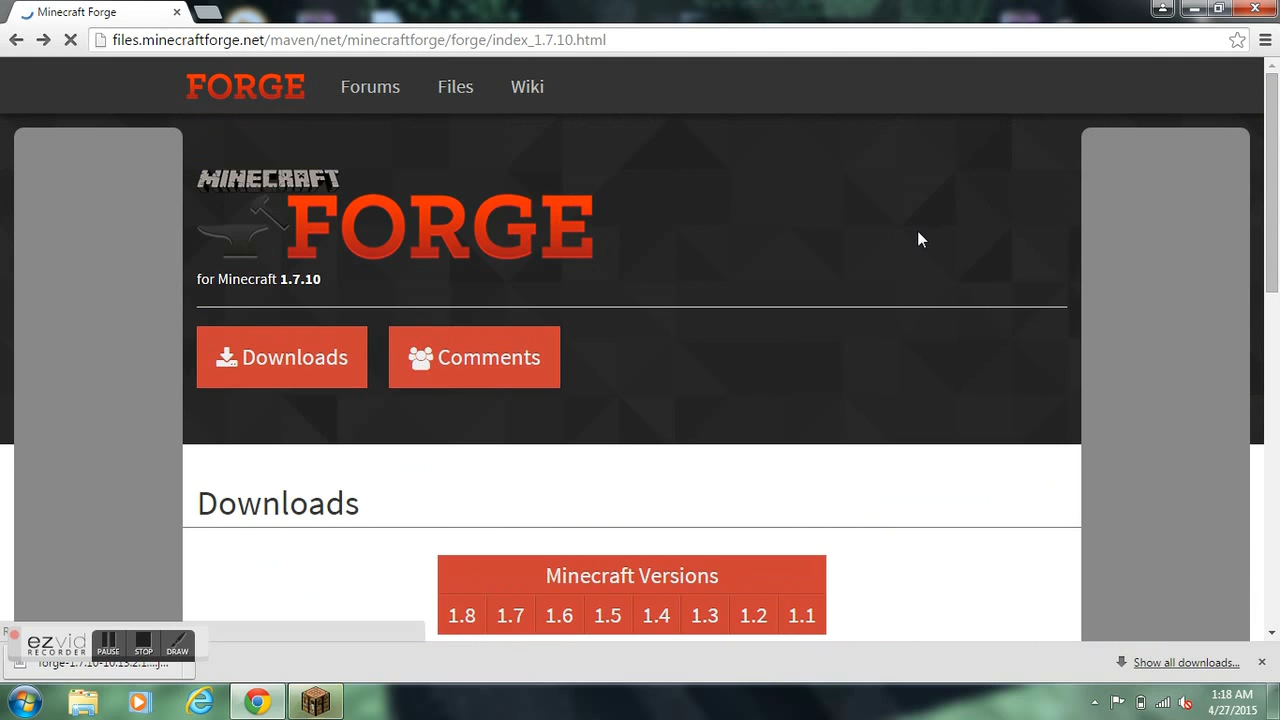 Minecraft Forge
files.minecraftforge.net/maven/net/minecraftforge/forge/index_1.7.10.html
FORGE Forums Files Wiki
MINECRAFT
FORGE
for Minecraft 1.7.10
Downloads Comments
Downloads
Minecraft Versions
1.8 1.7 1.6 1.5 1.4 1.3 1.2 1.1
ezvid
RECORDER
PAUSE STOP DRAW
Show all downloads...
1:18 AM
4/27/2015